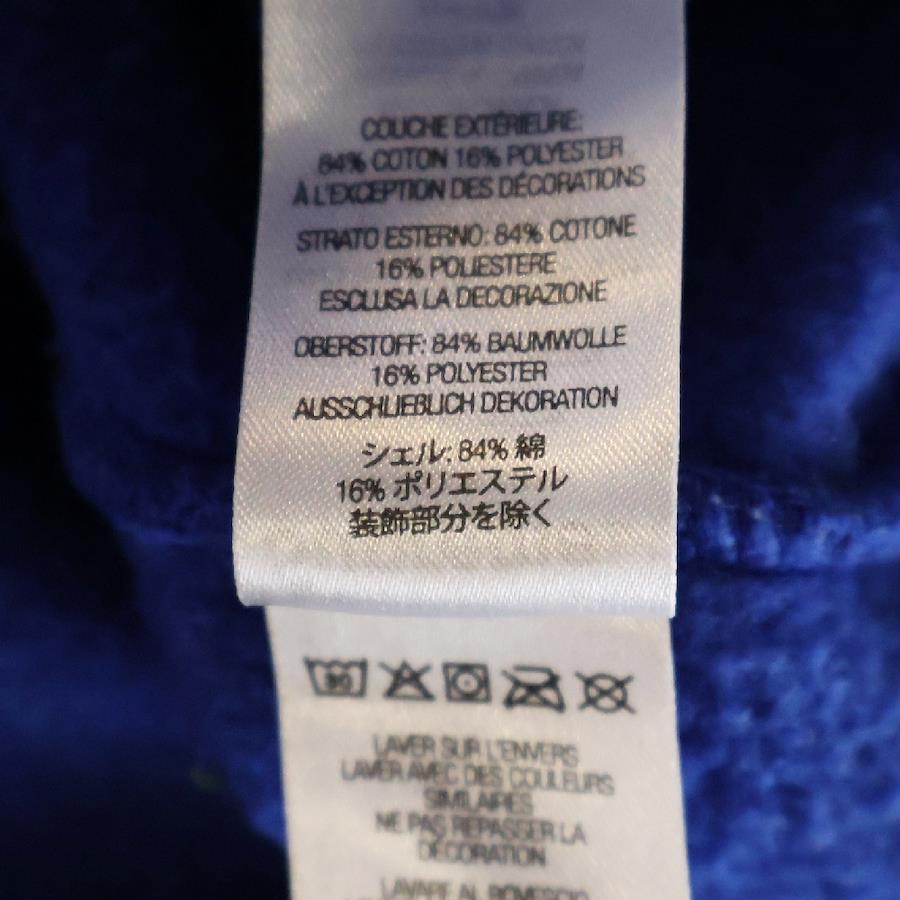 COUCHE EXTÉRIEURE:
84% COTON 16% POLYESTER
À L'EXCEPTION DES DÉCORATIONS
STRATO ESTERNO: 84% COTONE
16% POLIESTERE
ESCLUSA LA DECORAZIONE
OBERSTOFF: 84% BAUMWOLLE
16% POLYESTER
AUSSCHLIEBLICH DEKORATION
シェル: 84% 綿
16% ポリエステル
装飾部分を除く
LAVER SUR L'ENVERS
LAVER AVEC DES COULEURS
SIMILAIRES
NE PAS REPASSER LA
DÉCORATION
LAVARE AL ROVESCIO